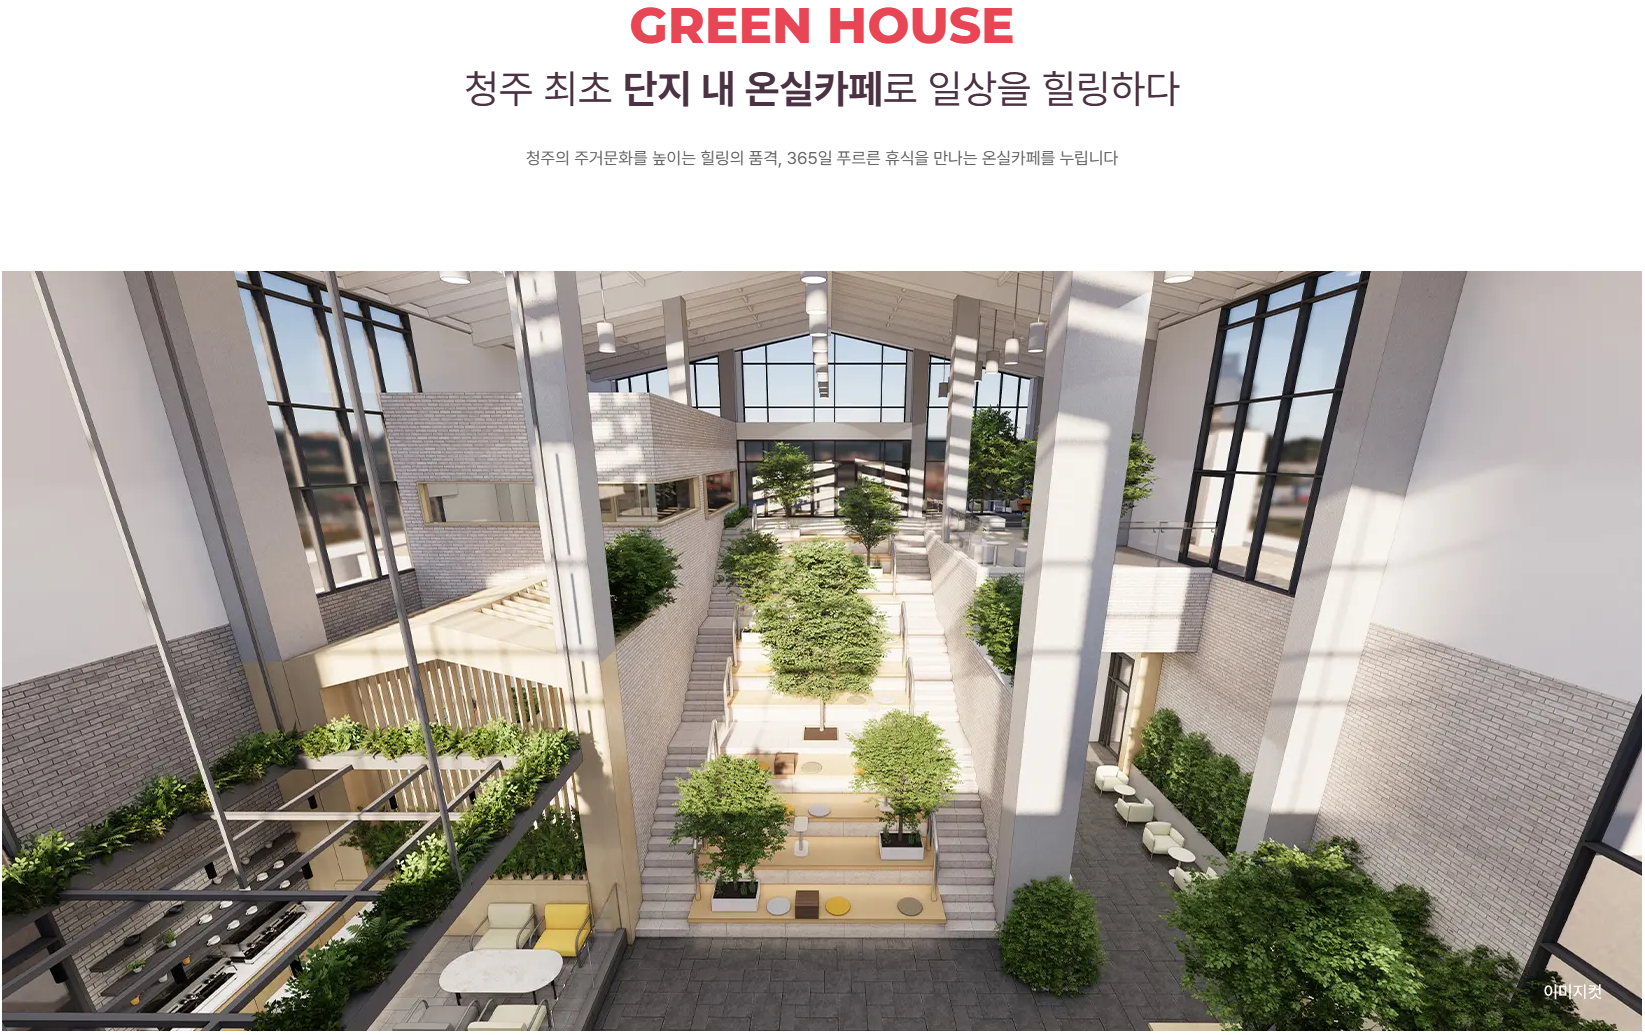 GREEN HOUSE
청주 최초 단지 내 온실카페로 일상을 힐링하다
청주의 주거문화를 높이는 힐링의 품격, 365일 푸르른 휴식을 만나는 온실카페를 누립니다
이미지컷